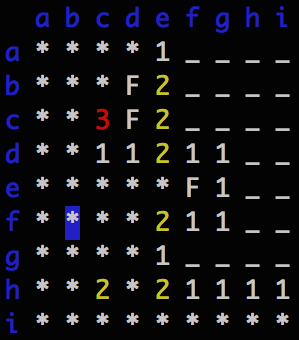 a b c d e f g h i
a * * * * 1 _ _ _ _
b * * * F 2 _ _ _ _
c * * 3 F 2 _ _ _ _
d * * 1 1 2 1 1 _ _
e * * * * * F 1 _ _
f * * * * 2 1 1 _ _
g * * * * 1 _ _ _ _
h * * 2 * 2 1 1 1 1
i * * * * * * * * *